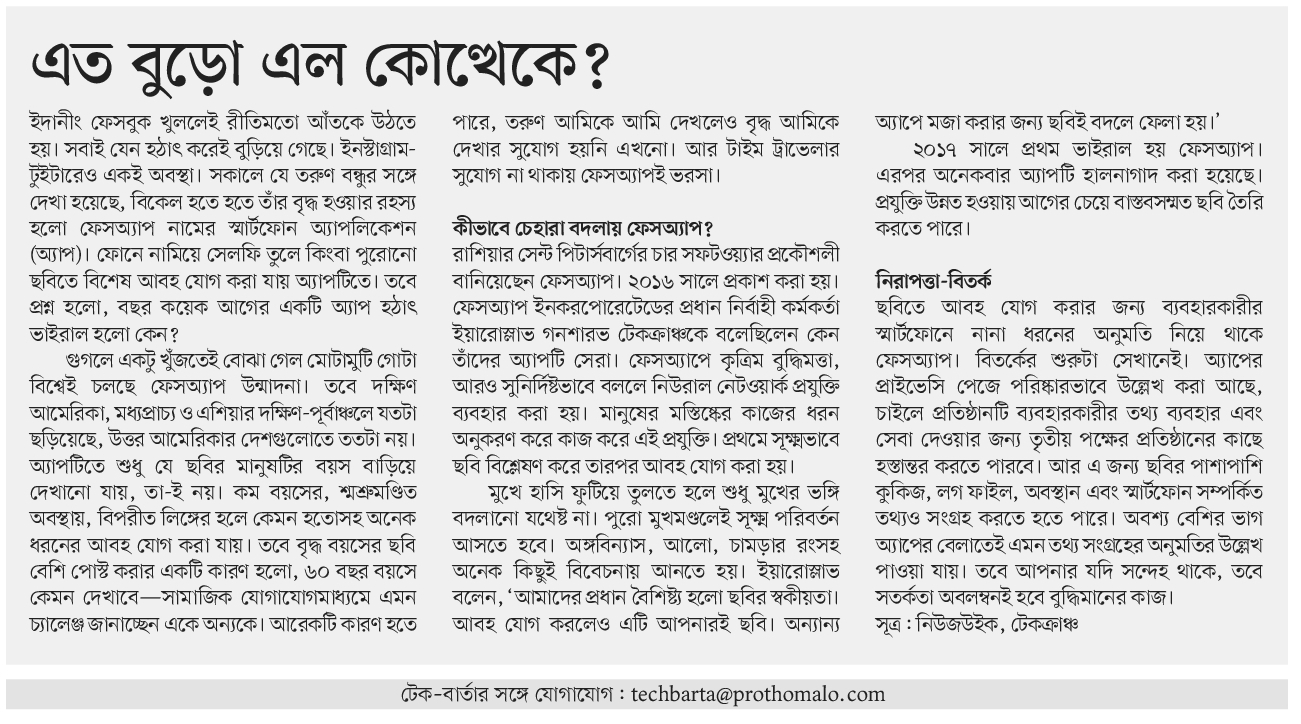 এত বুড়ো এল কোত্থেকে?
ইদানীং ফেসবুক খুললেই রীতিমতো আঁতকে উঠতে
হয়। সবাই যেন হঠাৎ করেই বুড়িয়ে গেছে। ইনস্টাগ্রাম-
টুইটারেও একই অবস্থা। সকালে যে তরুণ বন্ধুর সঙ্গে
দেখা হয়েছে, বিকেল হতে হতে তাঁর বৃদ্ধ হওয়ার রহস্য
হলো ফেসঅ্যাপ নামের স্মার্টফোন অ্যাপলিকেশন
(অ্যাপ)। ফোনে নামিয়ে সেলফি তুলে কিংবা পুরোনো
ছবিতে বিশেষ আবহ যোগ করা যায় অ্যাপটিতে। তবে
প্রশ্ন হলো, বছর কয়েক আগের একটি অ্যাপ হঠাৎ
ভাইরাল হলো কেন?
গুগলে একটু খুঁজতেই বোঝা গেল মোটামুটি গোটা
বিশ্বেই চলছে ফেসঅ্যাপ উন্মাদনা। তবে দক্ষিণ
আমেরিকা, মধ্যপ্রাচ্য ও এশিয়ার দক্ষিণ-পূর্বাঞ্চলে যতটা
ছড়িয়েছে, উত্তর আমেরিকার দেশগুলোতে ততটা নয়।
অ্যাপটিতে শুধু যে ছবির মানুষটির বয়স বাড়িয়ে
দেখানো যায়, তা-ই নয়। কম বয়সের, শ্মশ্রুমণ্ডিত
অবস্থায়, বিপরীত লিঙ্গের হলে কেমন হতোসহ অনেক
ধরনের আবহ যোগ করা যায়। তবে বৃদ্ধ বয়সের ছবি
বেশি পোস্ট করার একটি কারণ হলো, ৬০ বছর বয়সে
কেমন দেখাবে—সামাজিক যোগাযোগমাধ্যমে এমন
চ্যালেঞ্জ জানাচ্ছেন একে অন্যকে। আরেকটি কারণ হতে
পারে, তরুণ আমিকে আমি দেখলেও বৃদ্ধ আমিকে
দেখার সুযোগ হয়নি এখনো। আর টাইম ট্রাভেলার
সুযোগ না থাকায় ফেসঅ্যাপই ভরসা।
কীভাবে চেহারা বদলায় ফেসঅ্যাপ?
রাশিয়ার সেন্ট পিটার্সবার্গের চার সফটওয়্যার প্রকৌশলী
বানিয়েছেন ফেসঅ্যাপ। ২০১৬ সালে প্রকাশ করা হয়।
ফেসঅ্যাপ ইনকরপোরেটেডের প্রধান নির্বাহী কর্মকর্তা
ইয়ারোস্লাভ গনশারভ টেকক্রাঞ্চকে বলেছিলেন কেন
তাঁদের অ্যাপটি সেরা। ফেসঅ্যাপে কৃত্রিম বুদ্ধিমত্তা,
আরও সুনির্দিষ্টভাবে বললে নিউরাল নেটওয়ার্ক প্রযুক্তি
ব্যবহার করা হয়। মানুষের মস্তিষ্কের কাজের ধরন
অনুকরণ করে কাজ করে এই প্রযুক্তি। প্রথমে সূক্ষ্মভাবে
ছবি বিশ্লেষণ করে তারপর আবহ যোগ করা হয়।
মুখে হাসি ফুটিয়ে তুলতে হলে শুধু মুখের ভঙ্গি
বদলানো যথেষ্ট না। পুরো মুখমণ্ডলেই সূক্ষ্ম পরিবর্তন
আসতে হবে। অঙ্গবিন্যাস, আলো, চামড়ার রংসহ
অনেক কিছুই বিবেচনায় আনতে হয়। ইয়ারোস্লাভ
বলেন, ‘আমাদের প্রধান বৈশিষ্ট্য হলো ছবির স্বকীয়তা।
আবহ যোগ করলেও এটি আপনারই ছবি। অন্যান্য
অ্যাপে মজা করার জন্য ছবিই বদলে ফেলা হয়।’
২০১৭ সালে প্রথম ভাইরাল হয় ফেসঅ্যাপ।
এরপর অনেকবার অ্যাপটি হালনাগাদ করা হয়েছে।
প্রযুক্তি উন্নত হওয়ায় আগের চেয়ে বাস্তবসম্মত ছবি তৈরি
করতে পারে।
নিরাপত্তা-বিতর্ক
ছবিতে আবহ যোগ করার জন্য ব্যবহারকারীর
স্মার্টফোনে নানা ধরনের অনুমতি নিয়ে থাকে
ফেসঅ্যাপ। বিতর্কের শুরুটা সেখানেই। অ্যাপের
প্রাইভেসি পেজে পরিষ্কারভাবে উল্লেখ করা আছে,
চাইলে প্রতিষ্ঠানটি ব্যবহারকারীর তথ্য ব্যবহার এবং
সেবা দেওয়ার জন্য তৃতীয় পক্ষের প্রতিষ্ঠানের কাছে
হস্তান্তর করতে পারবে। আর এ জন্য ছবির পাশাপাশি
কুকিজ, লগ ফাইল, অবস্থান এবং স্মার্টফোন সম্পর্কিত
তথ্যও সংগ্রহ করতে হতে পারে। অবশ্য বেশির ভাগ
অ্যাপের বেলাতেই এমন তথ্য সংগ্রহের অনুমতির উল্লেখ
পাওয়া যায়। তবে আপনার যদি সন্দেহ থাকে, তবে
সতর্কতা অবলম্বনই হবে বুদ্ধিমানের কাজ।
সূত্র : নিউজউইক, টেকক্রাঞ্চ
টেক-বার্তার সঙ্গে যোগাযোগ : techbarta@prothomalo.com